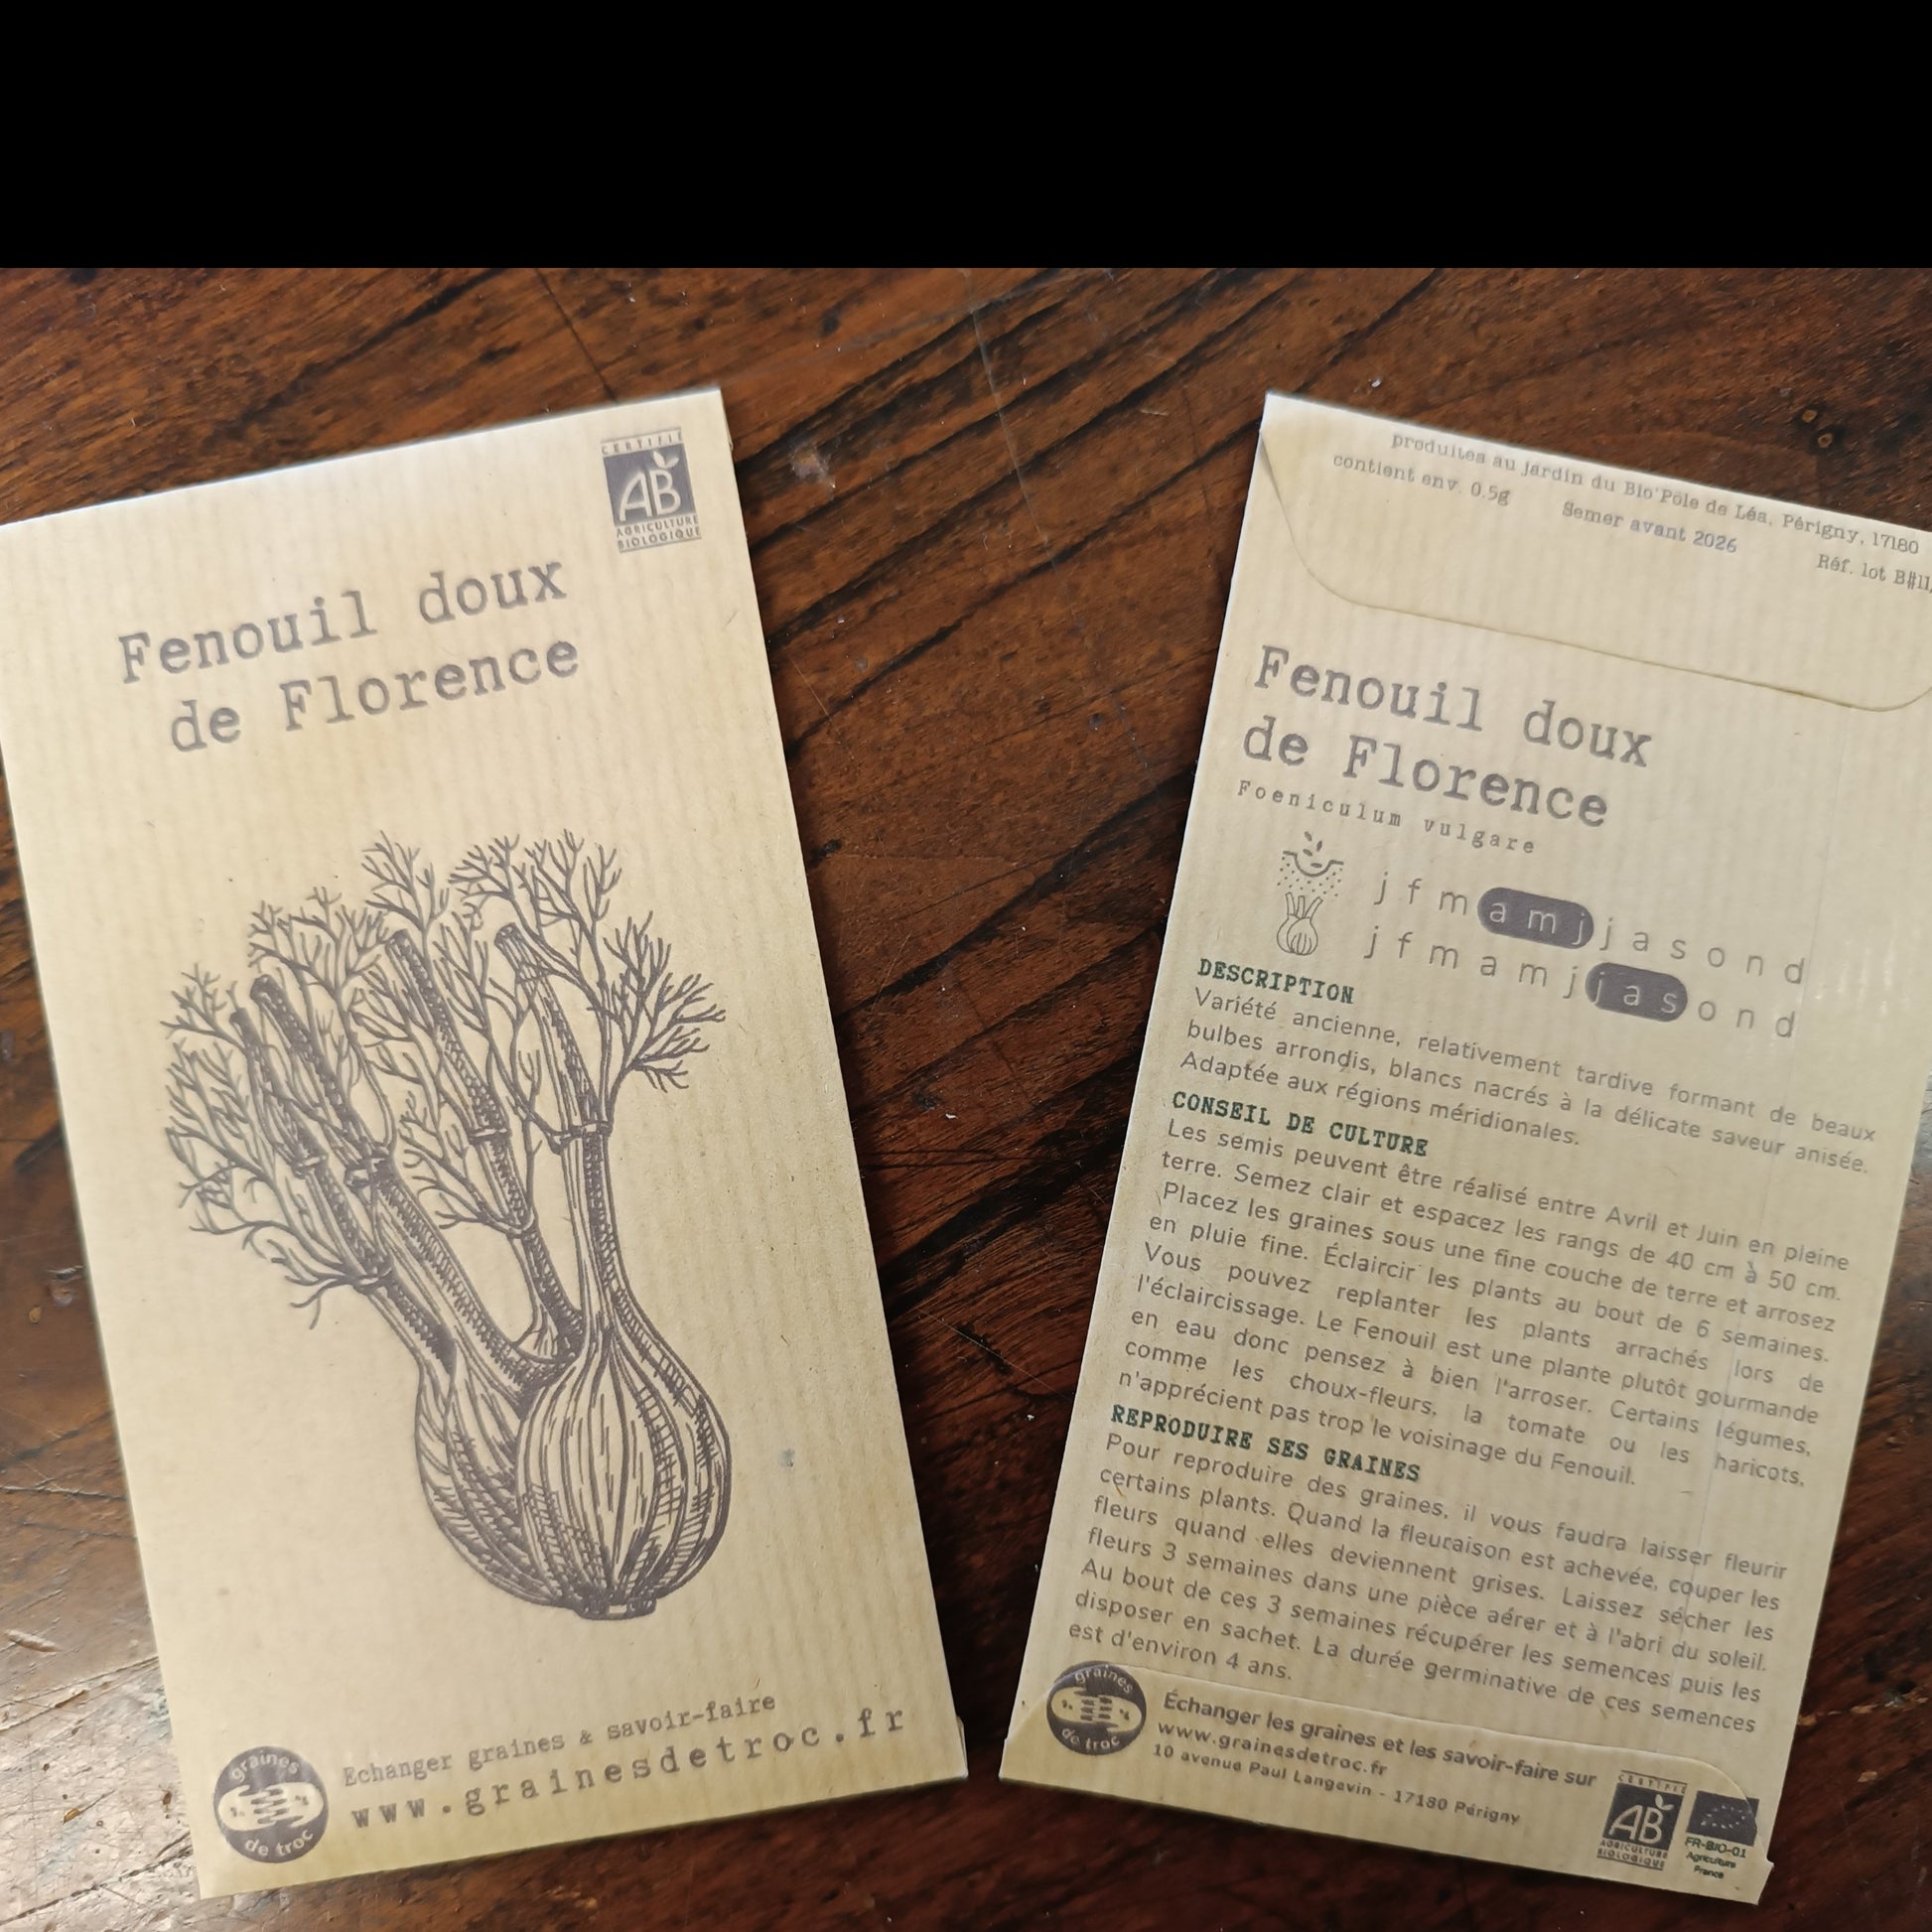 CERTIFIÉ
AB
AGRICULTURE
BIOLOGIQUE
Fenouil doux
de Florence
graines
de troc
Echanger graines & savoir-faire
www.grainesdetroc.fr
produites au jardin du Bio'Pôle de Léa, Périgny, 17180
contient env. 0.5g Semer avant 2026 Réf. lot
Fenouil doux
de Florence
Foeniculum vulgare
j f m a m j j a s o n d
j f m a m j j a s o n d
DESCRIPTION
Variété ancienne, relativement tardive formant de beaux
bulbes arrondis, blancs nacrés à la délicate saveur anisée.
Adaptée aux régions méridionales.
CONSEIL DE CULTURE
Les semis peuvent être réalisé entre Avril et Juin en pleine
terre. Semez clair et espacez les rangs de 40 cm à 50 cm.
Placez les graines sous une fine couche de terre et arrosez
en pluie fine. Éclaircir les plants au bout de 6 semaines.
Vous pouvez replanter les plants arrachés lors de
l'éclaircissage. Le Fenouil est une plante plutôt gourmande
en eau donc pensez à bien l'arroser. Certains légumes,
comme les choux-fleurs, la tomate ou les haricots,
n'apprécient pas trop le voisinage du Fenouil.
REPRODUIRE SES GRAINES
Pour reproduire des graines, il vous faudra laisser fleurir
certains plants. Quand la fleuraison est achevée, couper les
fleurs quand elles deviennent grises. Laissez sécher les
fleurs 3 semaines dans une pièce aérer et à l'abri du soleil.
Au bout de ces 3 semaines récupérer les semences puis les
disposer en sachet. La durée germinative de ces semences
est d'environ 4 ans.
graines
de troc
Échanger les graines et les savoir-faire sur
www.grainesdetroc.fr
10 avenue Paul Langevin - 17180 Périgny
CERTIFIÉ
AB
AGRICULTURE
BIOLOGIQUE
FR-BIO-01
Agriculture
France